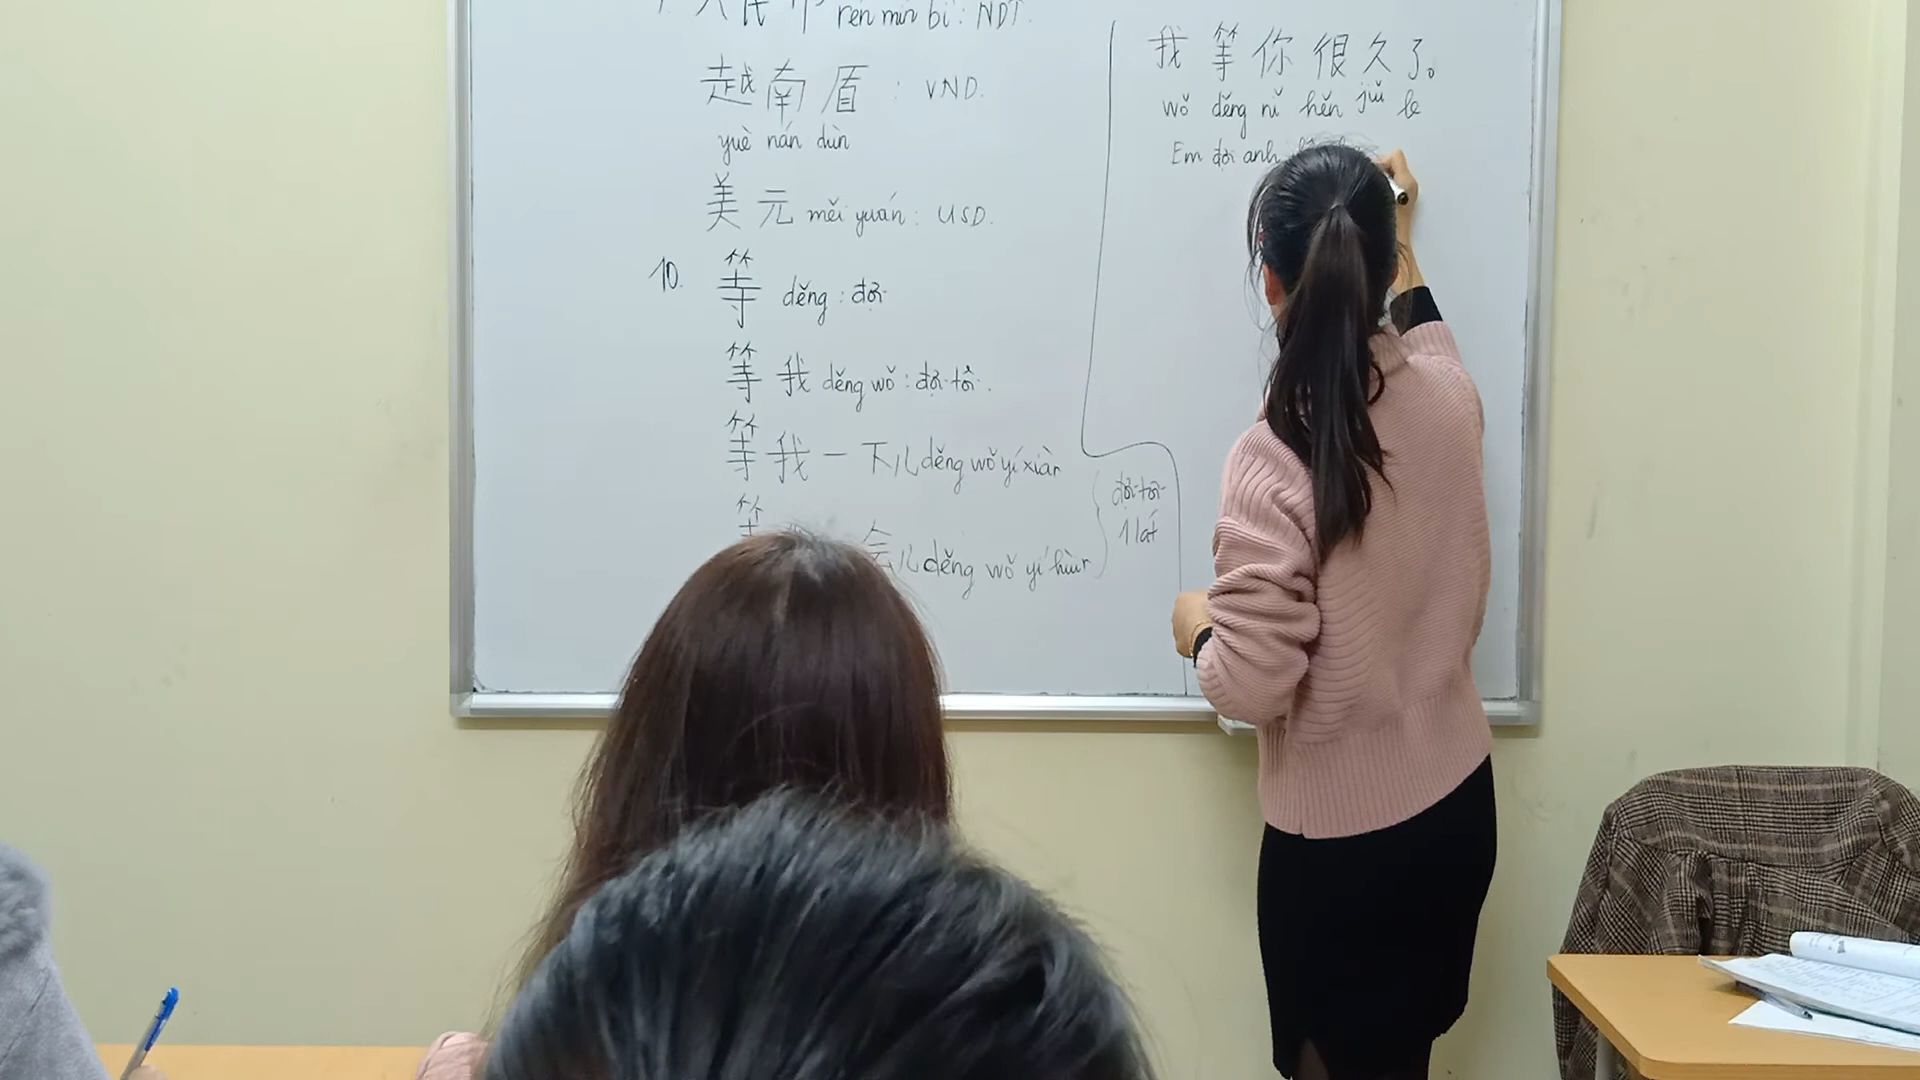 人民币 rén mín bì : NDT.
越南盾 : VND.
yuè nán dùn
美元 měi yuán : USD.
10. 等 děng : đợi
等我 děng wǒ : đợi tôi.
等我一下儿 děng wǒ yí xiàr
会儿 děng wǒ yí huìr
đợi tôi
1 lát
我等你很久了。
wǒ děng nǐ hěn jiǔ le
Em đợi anh